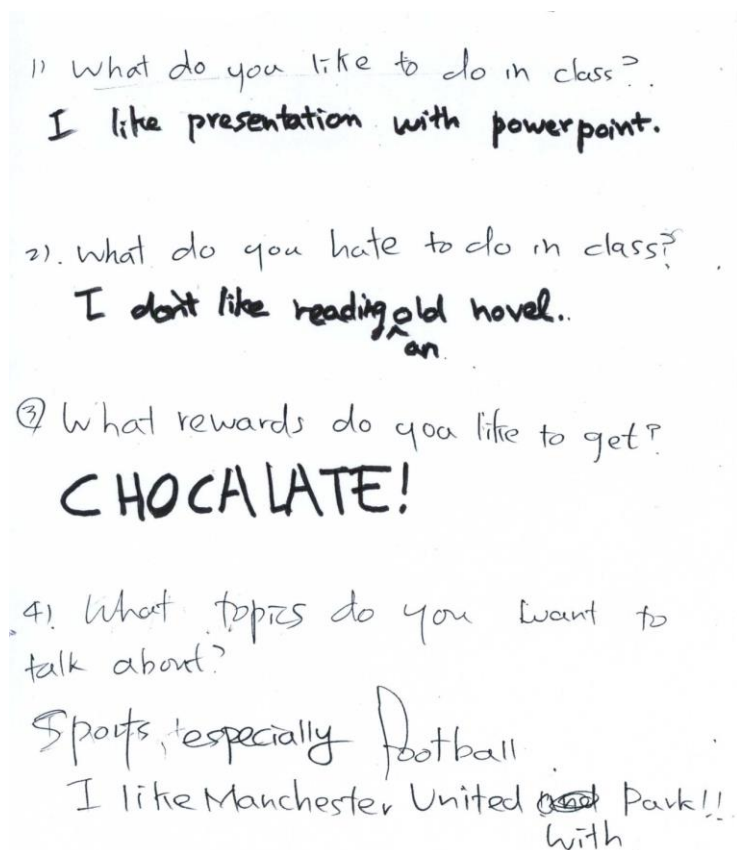 1) What do you like to do in class?
I like presentation with powerpoint.
2). What do you hate to do in class?
I don't like reading an old novel.
③ What rewards do you like to get?
CHOCALATE!
4). What topics do you want to
talk about?
Sports, especially football
I like Manchester United with Park!!